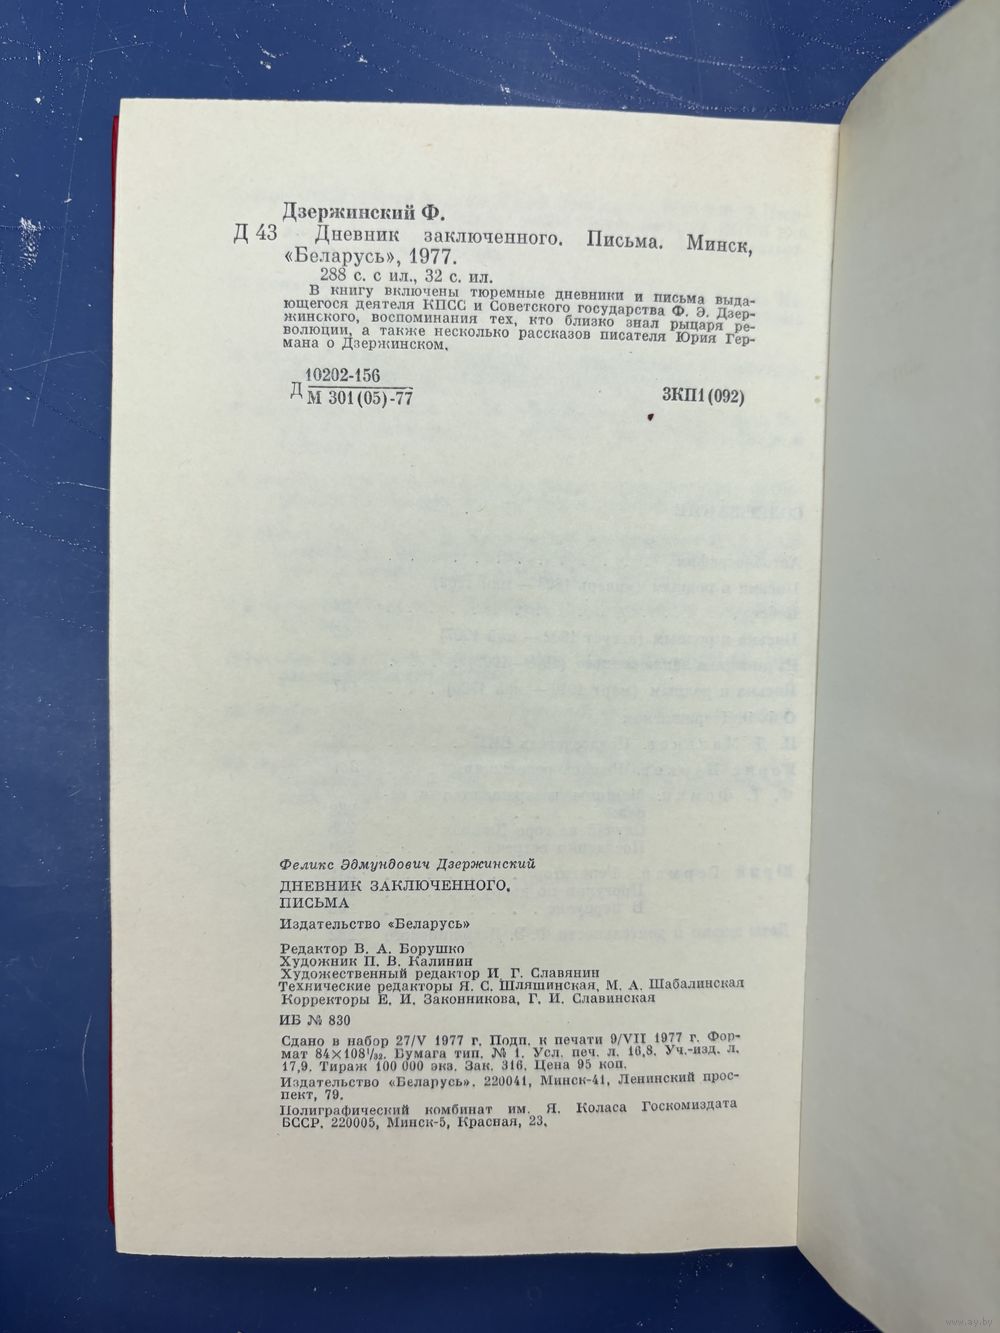 Дзержинский Ф.
Д 43 Дневник заключенного. Письма. Минск,
«Беларусь», 1977.
288 с. с ил., 32 с. ил.
В книгу включены тюремные дневники и письма выда-
ющегося деятеля КПСС и Советского государства Ф. Э. Дзер-
жинского, воспоминания тех, кто близко знал рыцаря ре-
волюции, а также несколько рассказов писателя Юрия Гер-
мана о Дзержинском.
10202-156
Д М 301(05)-77 3КП1(092)
Феликс Эдмундович Дзержинский
ДНЕВНИК ЗАКЛЮЧЕННОГО.
ПИСЬМА
Издательство «Беларусь»
Редактор В. А. Борушко
Художник П. В. Калинин
Художественный редактор И. Г. Славянин
Технические редакторы Я. С. Шляшинская, М. А. Шабалинская
Корректоры Е. И. Законникова, Г. И. Славинская
ИБ № 830
Сдано в набор 27/V 1977 г. Подп. к печати 9/VII 1977 г. Фор-
мат 84×108¹/₃₂. Бумага тип. № 1. Усл. печ. л. 16,8. Уч.-изд. л.
17,9. Тираж 100 000 экз. Зак. 316. Цена 95 коп.
Издательство «Беларусь». 220041, Минск-41, Ленинский прос-
пект, 79.
Полиграфический комбинат им. Я. Коласа Госкомиздата
БССР. 220005, Минск-5, Красная, 23.
www.ay.by